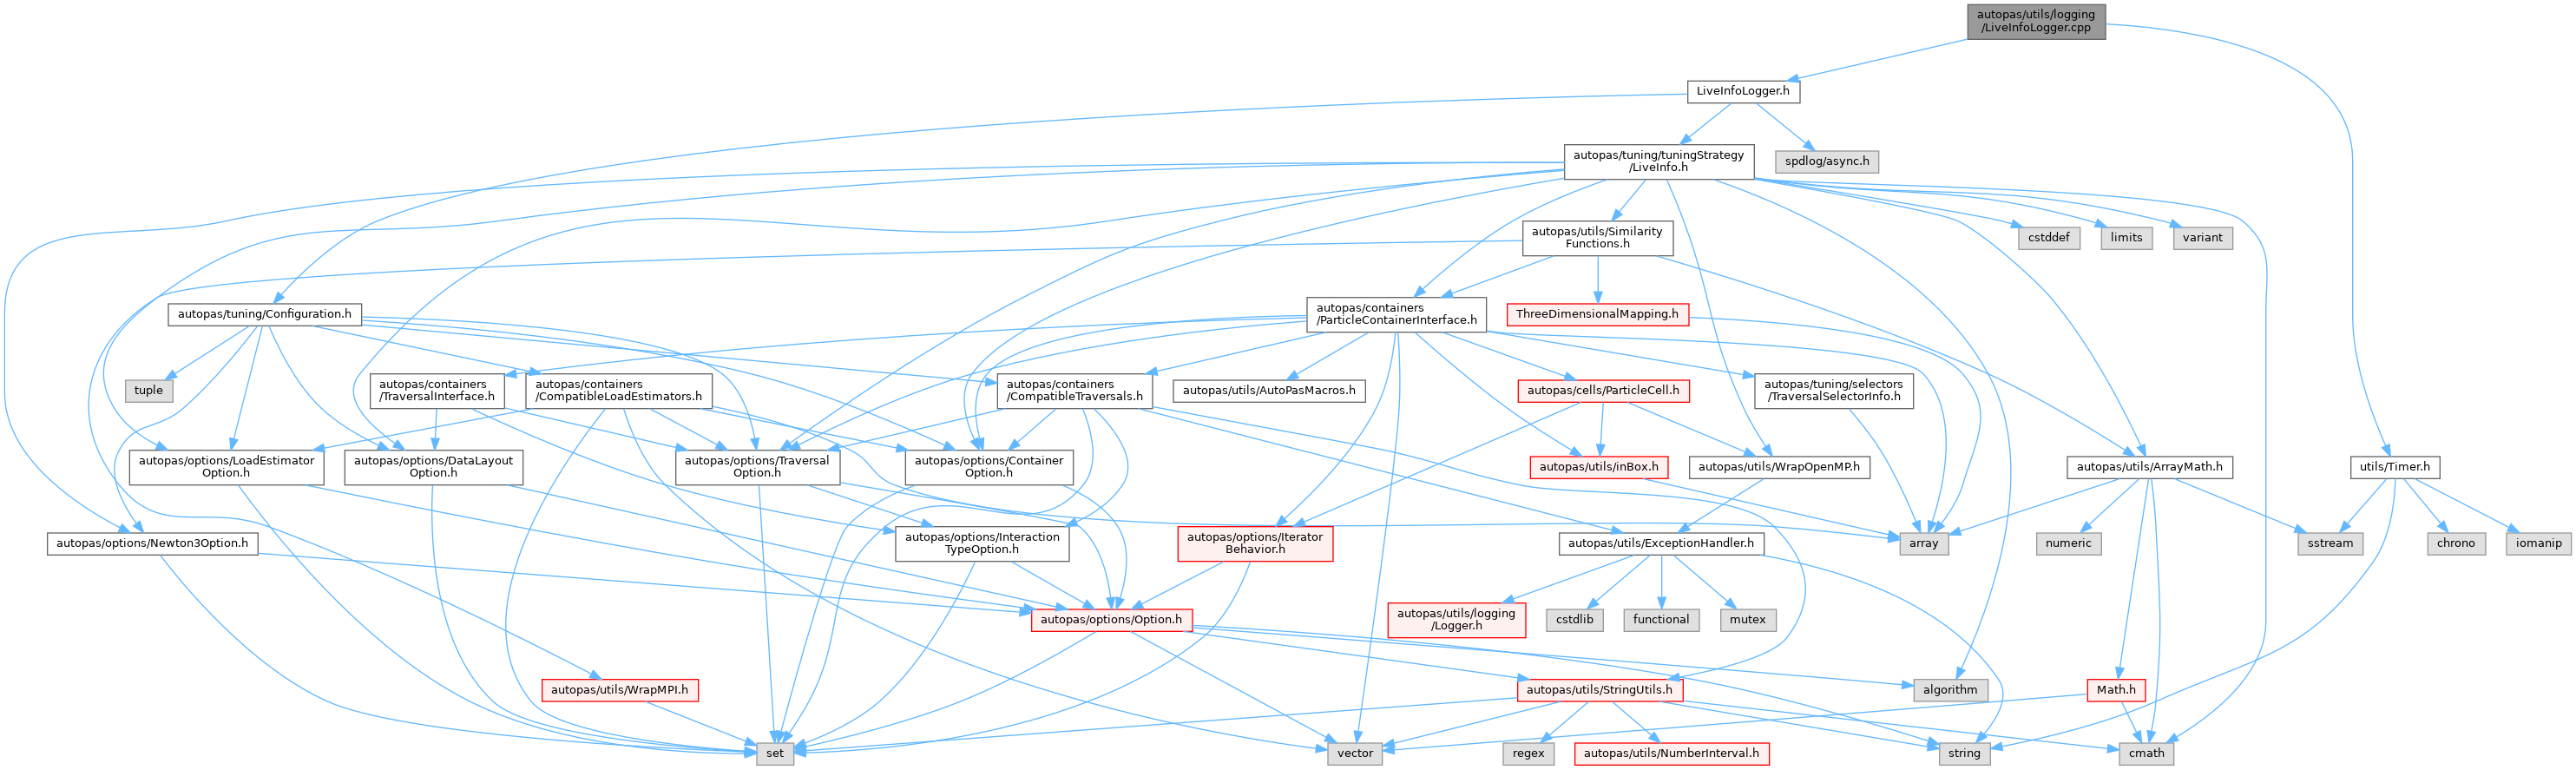 autopas/utils/logging
/LiveInfoLogger.cpp
LiveInfoLogger.h
autopas/tuning/tuningStrategy
/LiveInfo.h
spdlog/async.h
autopas/utils/Similarity
Functions.h
cstddef
limits
variant
autopas/tuning/Configuration.h
autopas/containers
/ParticleContainerInterface.h
ThreeDimensionalMapping.h
tuple
autopas/containers
/TraversalInterface.h
autopas/containers
/CompatibleLoadEstimators.h
autopas/containers
/CompatibleTraversals.h
autopas/utils/AutoPasMacros.h
autopas/cells/ParticleCell.h
autopas/tuning/selectors
/TraversalSelectorInfo.h
autopas/options/LoadEstimator
Option.h
autopas/options/DataLayout
Option.h
autopas/options/Traversal
Option.h
autopas/options/Container
Option.h
autopas/utils/inBox.h
autopas/utils/WrapOpenMP.h
autopas/utils/ArrayMath.h
utils/Timer.h
autopas/options/Newton3Option.h
autopas/options/Interaction
TypeOption.h
autopas/options/Iterator
Behavior.h
autopas/utils/ExceptionHandler.h
array
numeric
sstream
chrono
iomanip
autopas/options/Option.h
autopas/utils/logging
/Logger.h
cstdlib
functional
mutex
autopas/utils/WrapMPI.h
autopas/utils/StringUtils.h
algorithm
Math.h
set
vector
regex
autopas/utils/NumberInterval.h
string
cmath